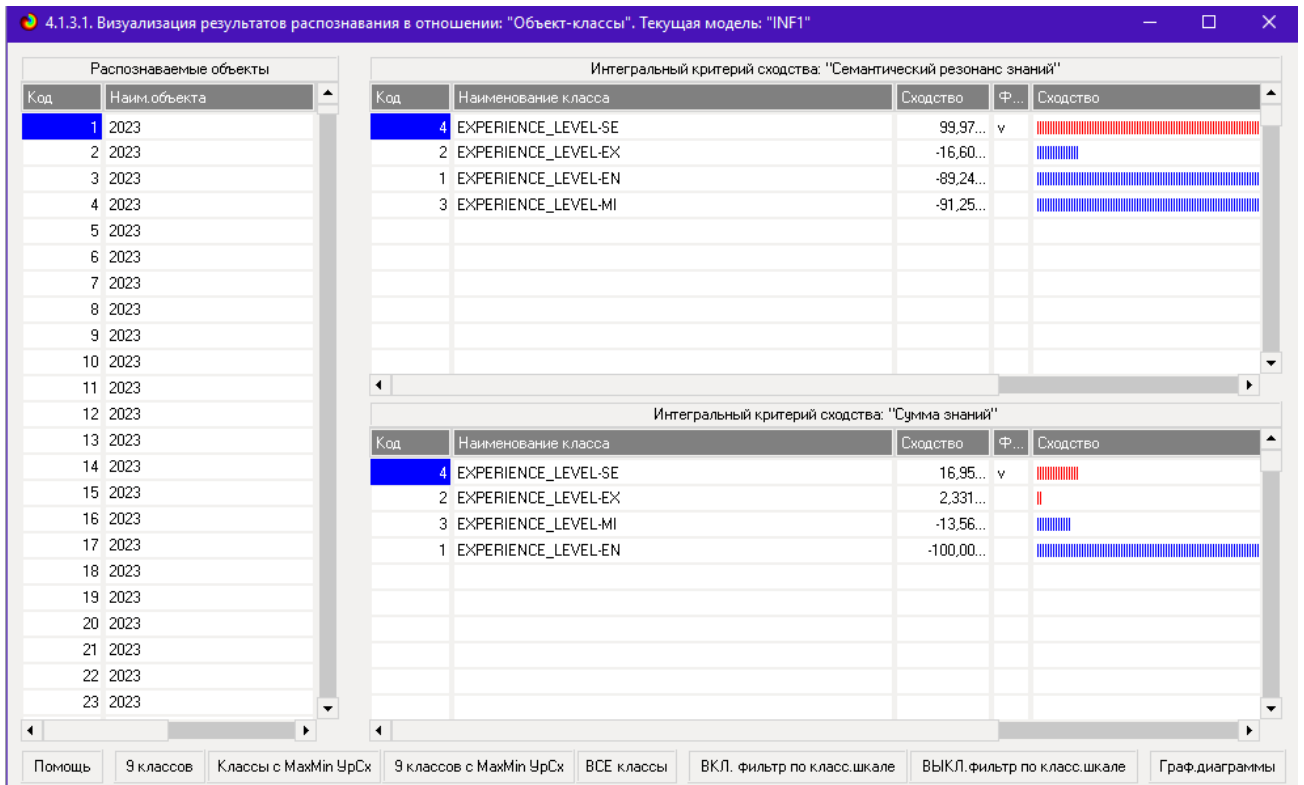 4.1.3.1. Визуализация результатов распознавания в отношении: "Объект-классы". Текущая модель: "INF1"
Распознаваемые объекты
Код Наим.объекта
1 2023
2 2023
3 2023
4 2023
5 2023
6 2023
7 2023
8 2023
9 2023
10 2023
11 2023
12 2023
13 2023
14 2023
15 2023
16 2023
17 2023
18 2023
19 2023
20 2023
21 2023
22 2023
23 2023
Интегральный критерий сходства: "Семантический резонанс знаний"
Код Наименование класса Сходство Ф... Сходство
4 EXPERIENCE_LEVEL-SE 99,97... v
2 EXPERIENCE_LEVEL-EX -16,60...
1 EXPERIENCE_LEVEL-EN -89,24...
3 EXPERIENCE_LEVEL-MI -91,25...
Интегральный критерий сходства: "Сумма знаний"
Код Наименование класса Сходство Ф... Сходство
4 EXPERIENCE_LEVEL-SE 16,95... v
2 EXPERIENCE_LEVEL-EX 2,331...
3 EXPERIENCE_LEVEL-MI -13,56...
1 EXPERIENCE_LEVEL-EN -100,00...
Помощь 9 классов Классы с MaxMin УрСх 9 классов с MaxMin УрСх ВСЕ классы ВКЛ. фильтр по класс.шкале ВЫКЛ.фильтр по класс.шкале Граф.диаграммы